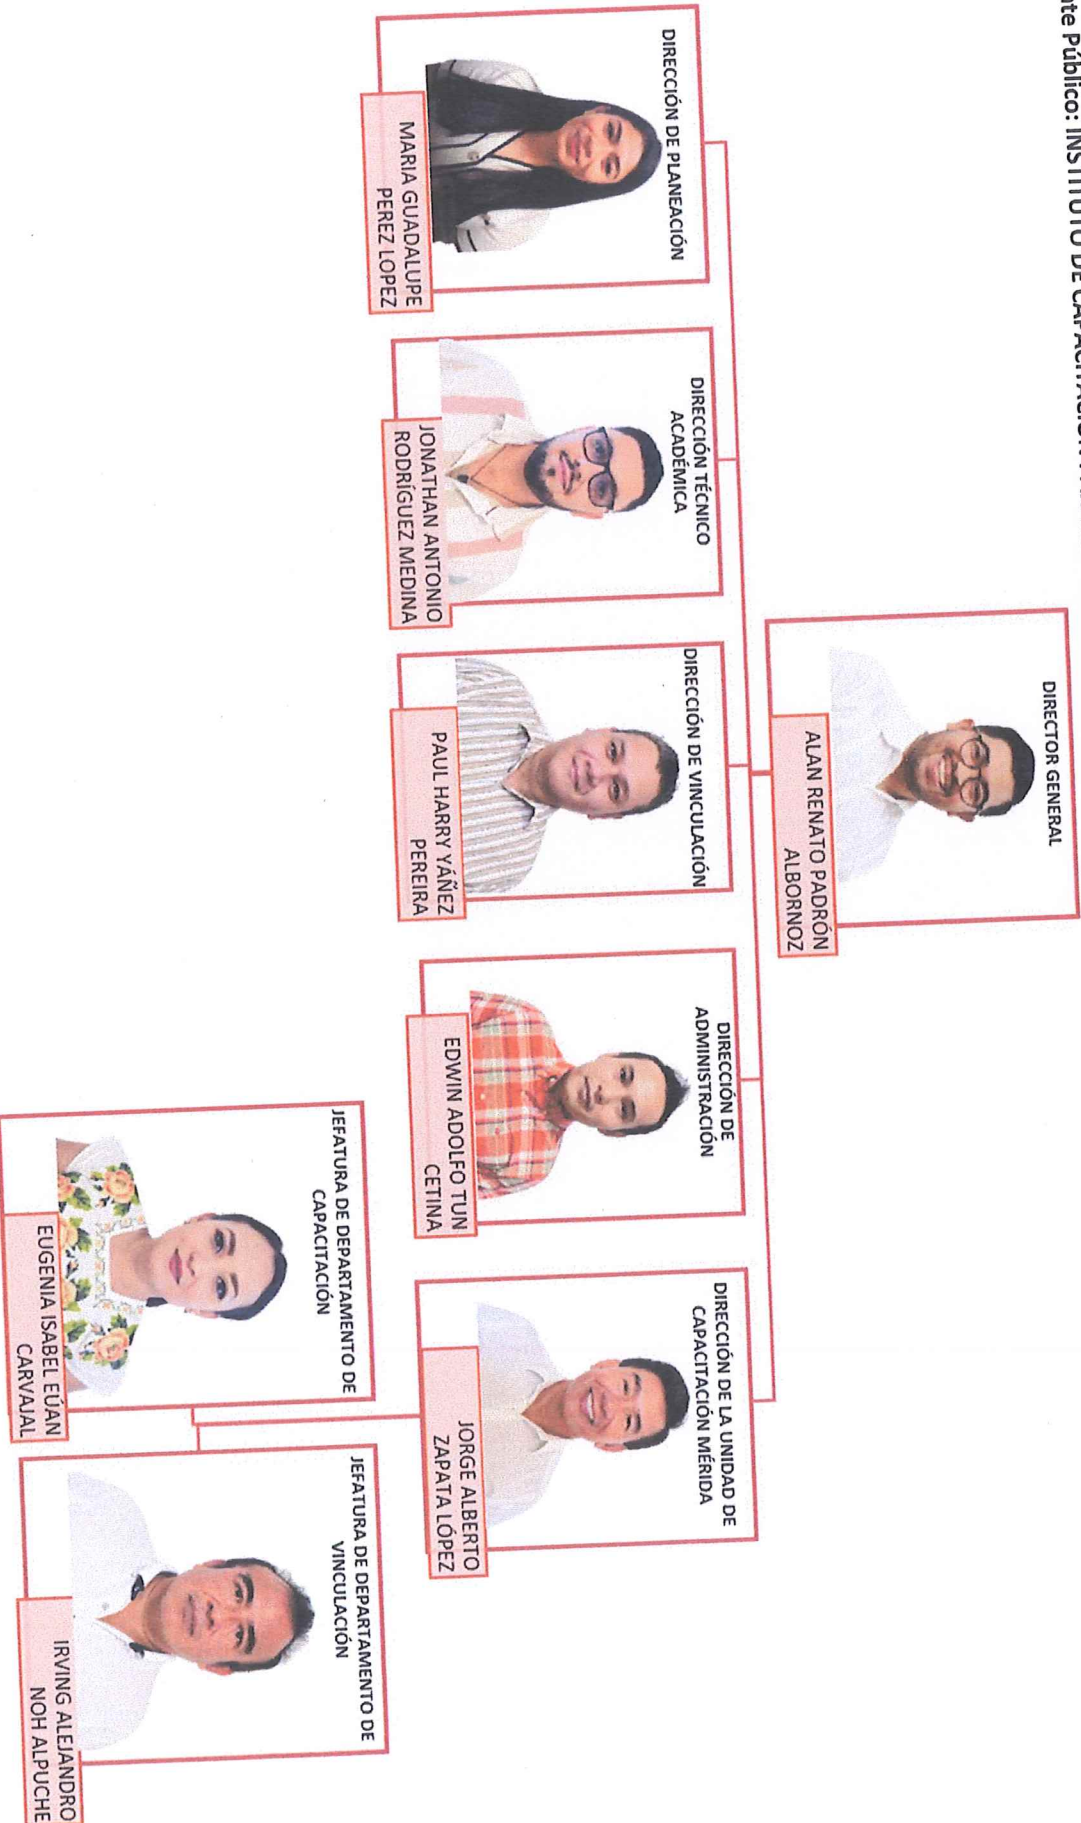 nte Público: INSTITUTO DE CAPACITACIÓN
DIRECTOR GENERAL
ALAN RENATO PADRÓN
ALBORNOZ
DIRECCIÓN DE PLANEACIÓN
MARIA GUADALUPE
PEREZ LOPEZ
DIRECCIÓN TÉCNICO
ACADÉMICA
JONATHAN ANTONIO
RODRÍGUEZ MEDINA
DIRECCIÓN DE VINCULACIÓN
PAUL HARRY YÁÑEZ
PEREIRA
DIRECCIÓN DE
ADMINISTRACIÓN
EDWIN ADOLFO TUN
CETINA
DIRECCIÓN DE LA UNIDAD DE
CAPACITACIÓN MÉRIDA
JORGE ALBERTO
ZAPATA LÓPEZ
JEFATURA DE DEPARTAMENTO DE
CAPACITACIÓN
EUGENIA ISABEL EÚAN
CARVAJAL
JEFATURA DE DEPARTAMENTO DE
VINCULACIÓN
IRVING ALEJANDRO
NOH ALPUCHE